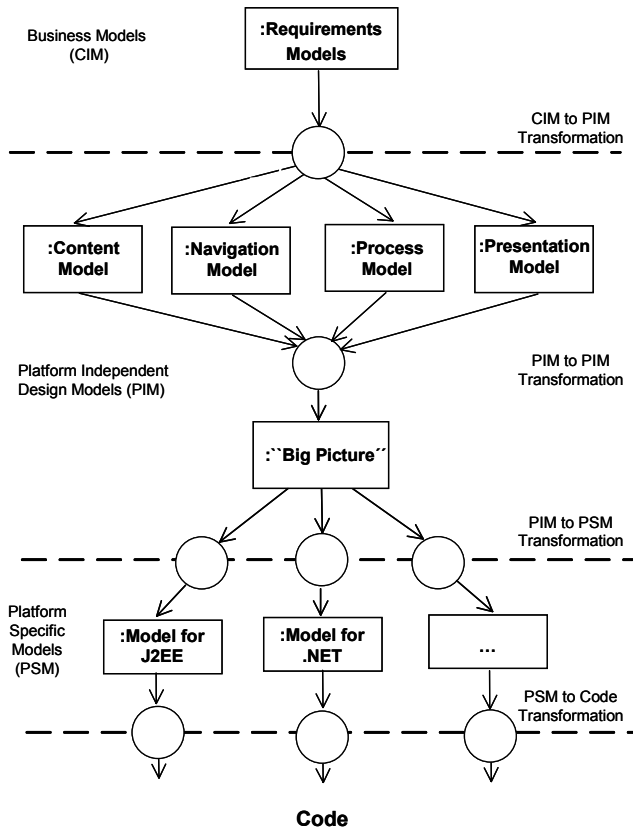 Business Models
(CIM)
:Requirements
Models
CIM to PIM
Transformation
:Content
Model
:Navigation
Model
:Process
Model
:Presentation
Model
Platform Independent
Design Models (PIM)
PIM to PIM
Transformation
:``Big Picture´´
PIM to PSM
Transformation
Platform
Specific
Models
(PSM)
:Model for
J2EE
:Model for
.NET
...
PSM to Code
Transformation
Code